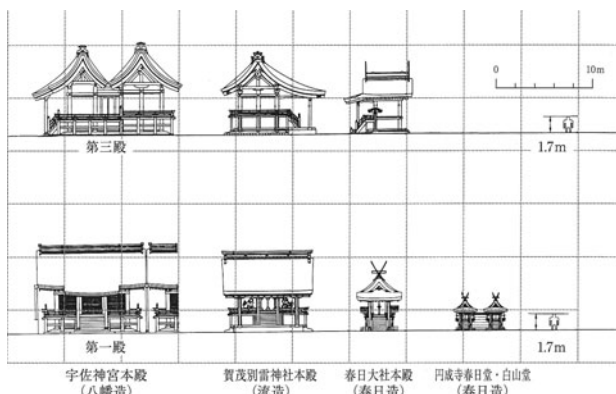 0 10m
第三殿
1.7m
第一殿
1.7m
宇佐神宮本殿 賀茂別雷神社本殿 春日大社本殿 円成寺春日堂・白山堂
(八幡造) (流造) (春日造) (春日造)